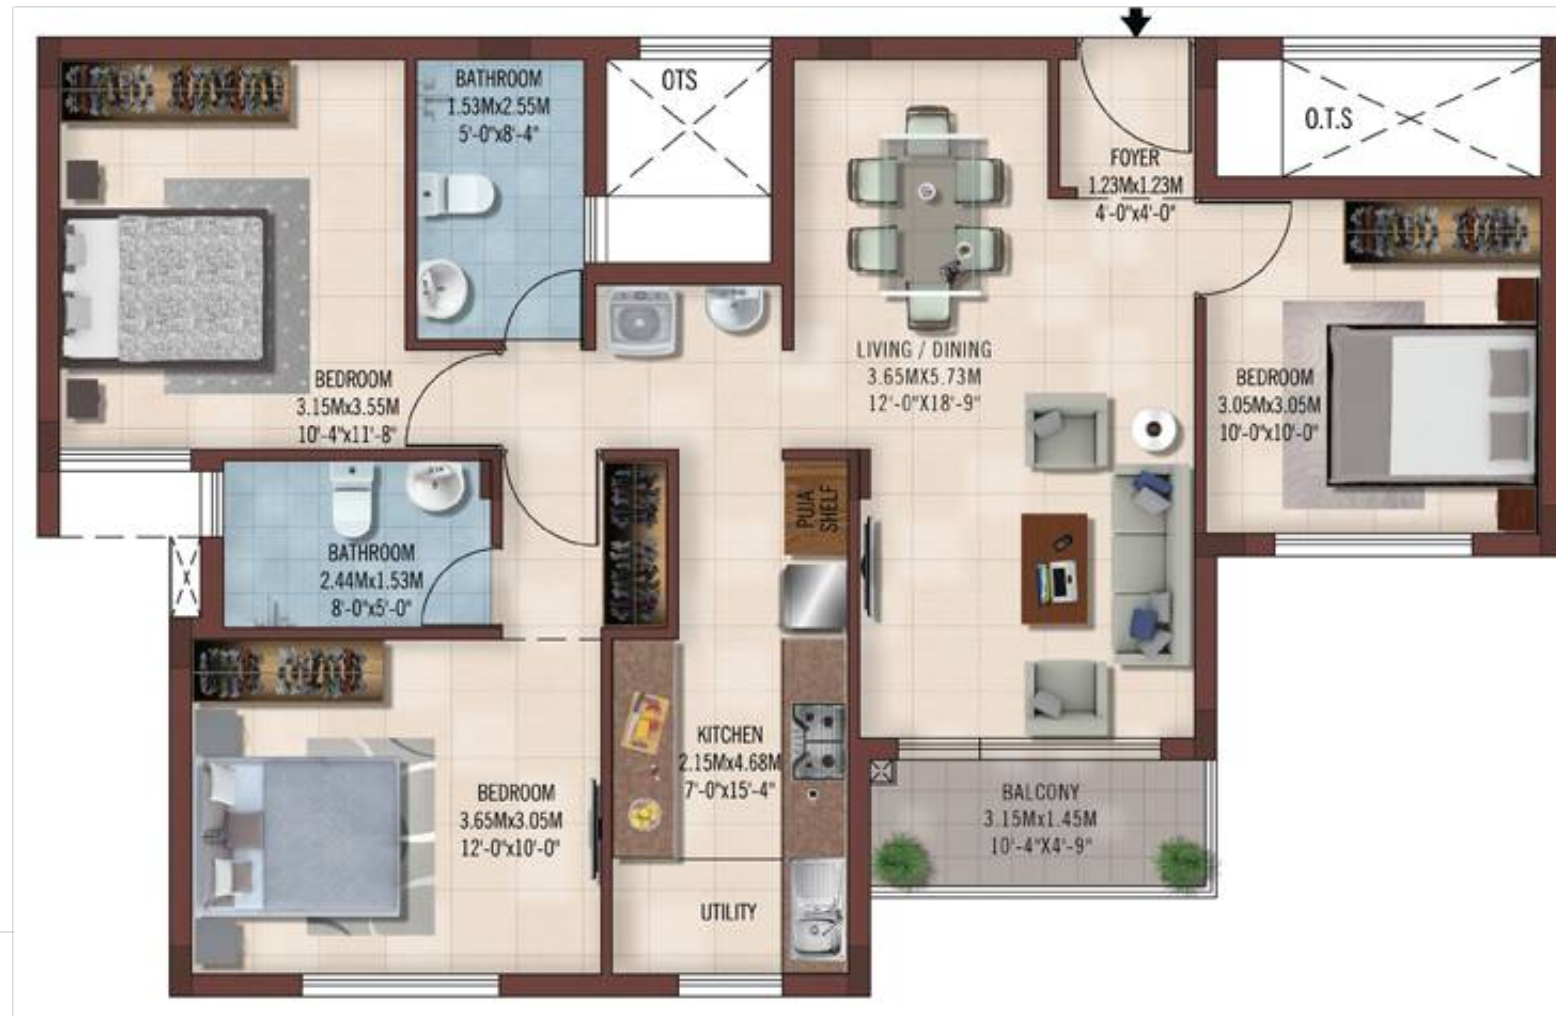 BATHROOM
1.53Mx2.55M
5'-0"x8'-4"
OTS
O.T.S
FOYER
1.23Mx1.23M
4'-0"x4'-0"
LIVING / DINING
3.65MX5.73M
12'-0"X18'-9"
BEDROOM
3.15Mx3.55M
10'-4"x11'-8"
BEDROOM
3.05Mx3.05M
10'-0"x10'-0"
PUJA
SHELF
BATHROOM
2.44Mx1.53M
8'-0"x5'-0"
KITCHEN
2.15Mx4.68M
7'-0"x15'-4"
BEDROOM
3.65Mx3.05M
12'-0"x10'-0"
BALCONY
3.15Mx1.45M
10'-4"X4'-9"
UTILITY